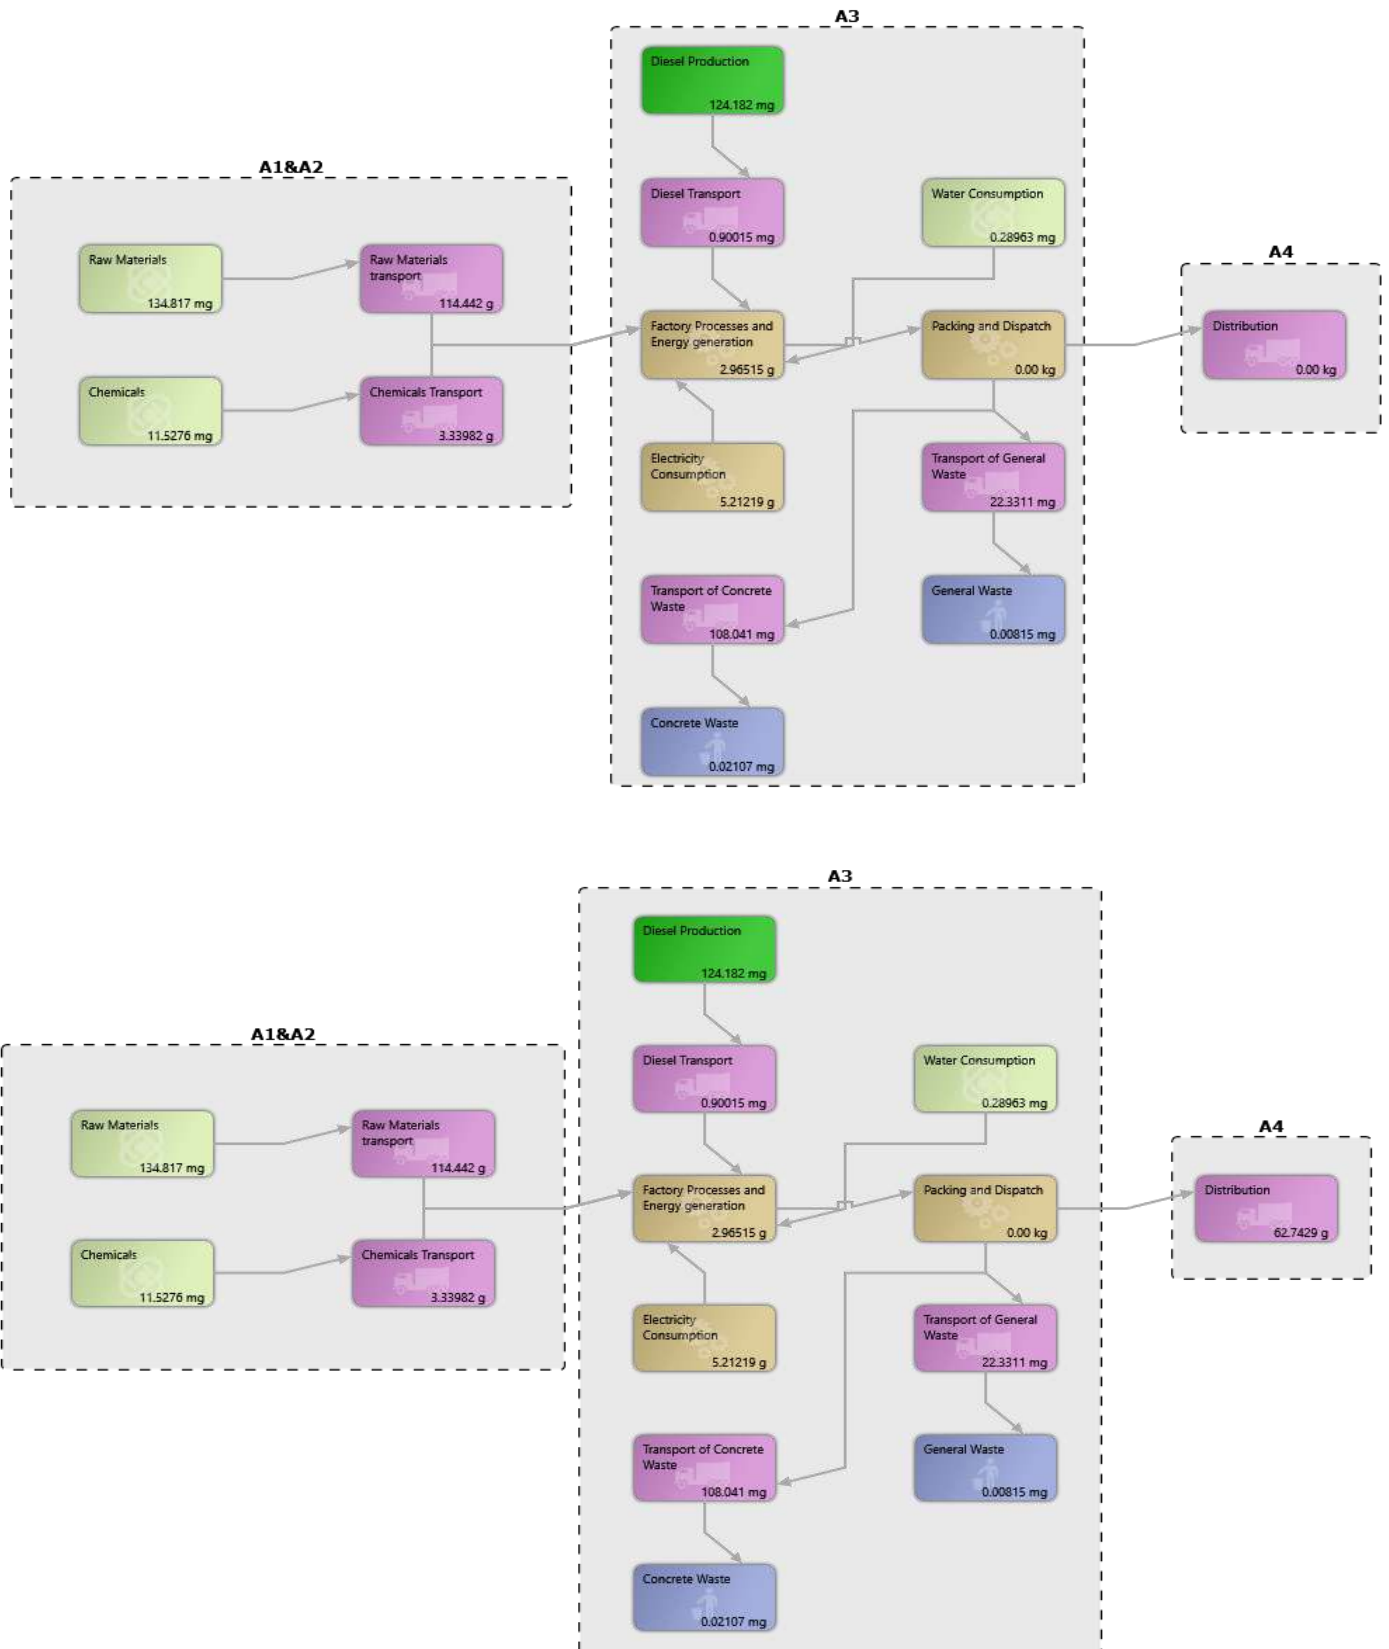 A3
Diesel Production
124.182 mg
A1&A2
Diesel Transport
0.90015 mg
Water Consumption
0.28963 mg
Raw Materials
134.817 mg
Raw Materials
transport
114.442 g
A4
Factory Processes and
Energy generation
2.96515 g
Packing and Dispatch
0.00 kg
Distribution
0.00 kg
Chemicals
11.5276 mg
Chemicals Transport
3.33982 g
Electricity
Consumption
5.21219 g
Transport of General
Waste
22.3311 mg
Transport of Concrete
Waste
108.041 mg
General Waste
0.00815 mg
Concrete Waste
0.02107 mg
A3
Diesel Production
124.182 mg
A1&A2
Diesel Transport
0.90015 mg
Water Consumption
0.28963 mg
Raw Materials
134.817 mg
Raw Materials
transport
114.442 g
A4
Factory Processes and
Energy generation
2.96515 g
Packing and Dispatch
0.00 kg
Distribution
62.7429 g
Chemicals
11.5276 mg
Chemicals Transport
3.33982 g
Electricity
Consumption
5.21219 g
Transport of General
Waste
22.3311 mg
Transport of Concrete
Waste
108.041 mg
General Waste
0.00815 mg
Concrete Waste
0.02107 mg